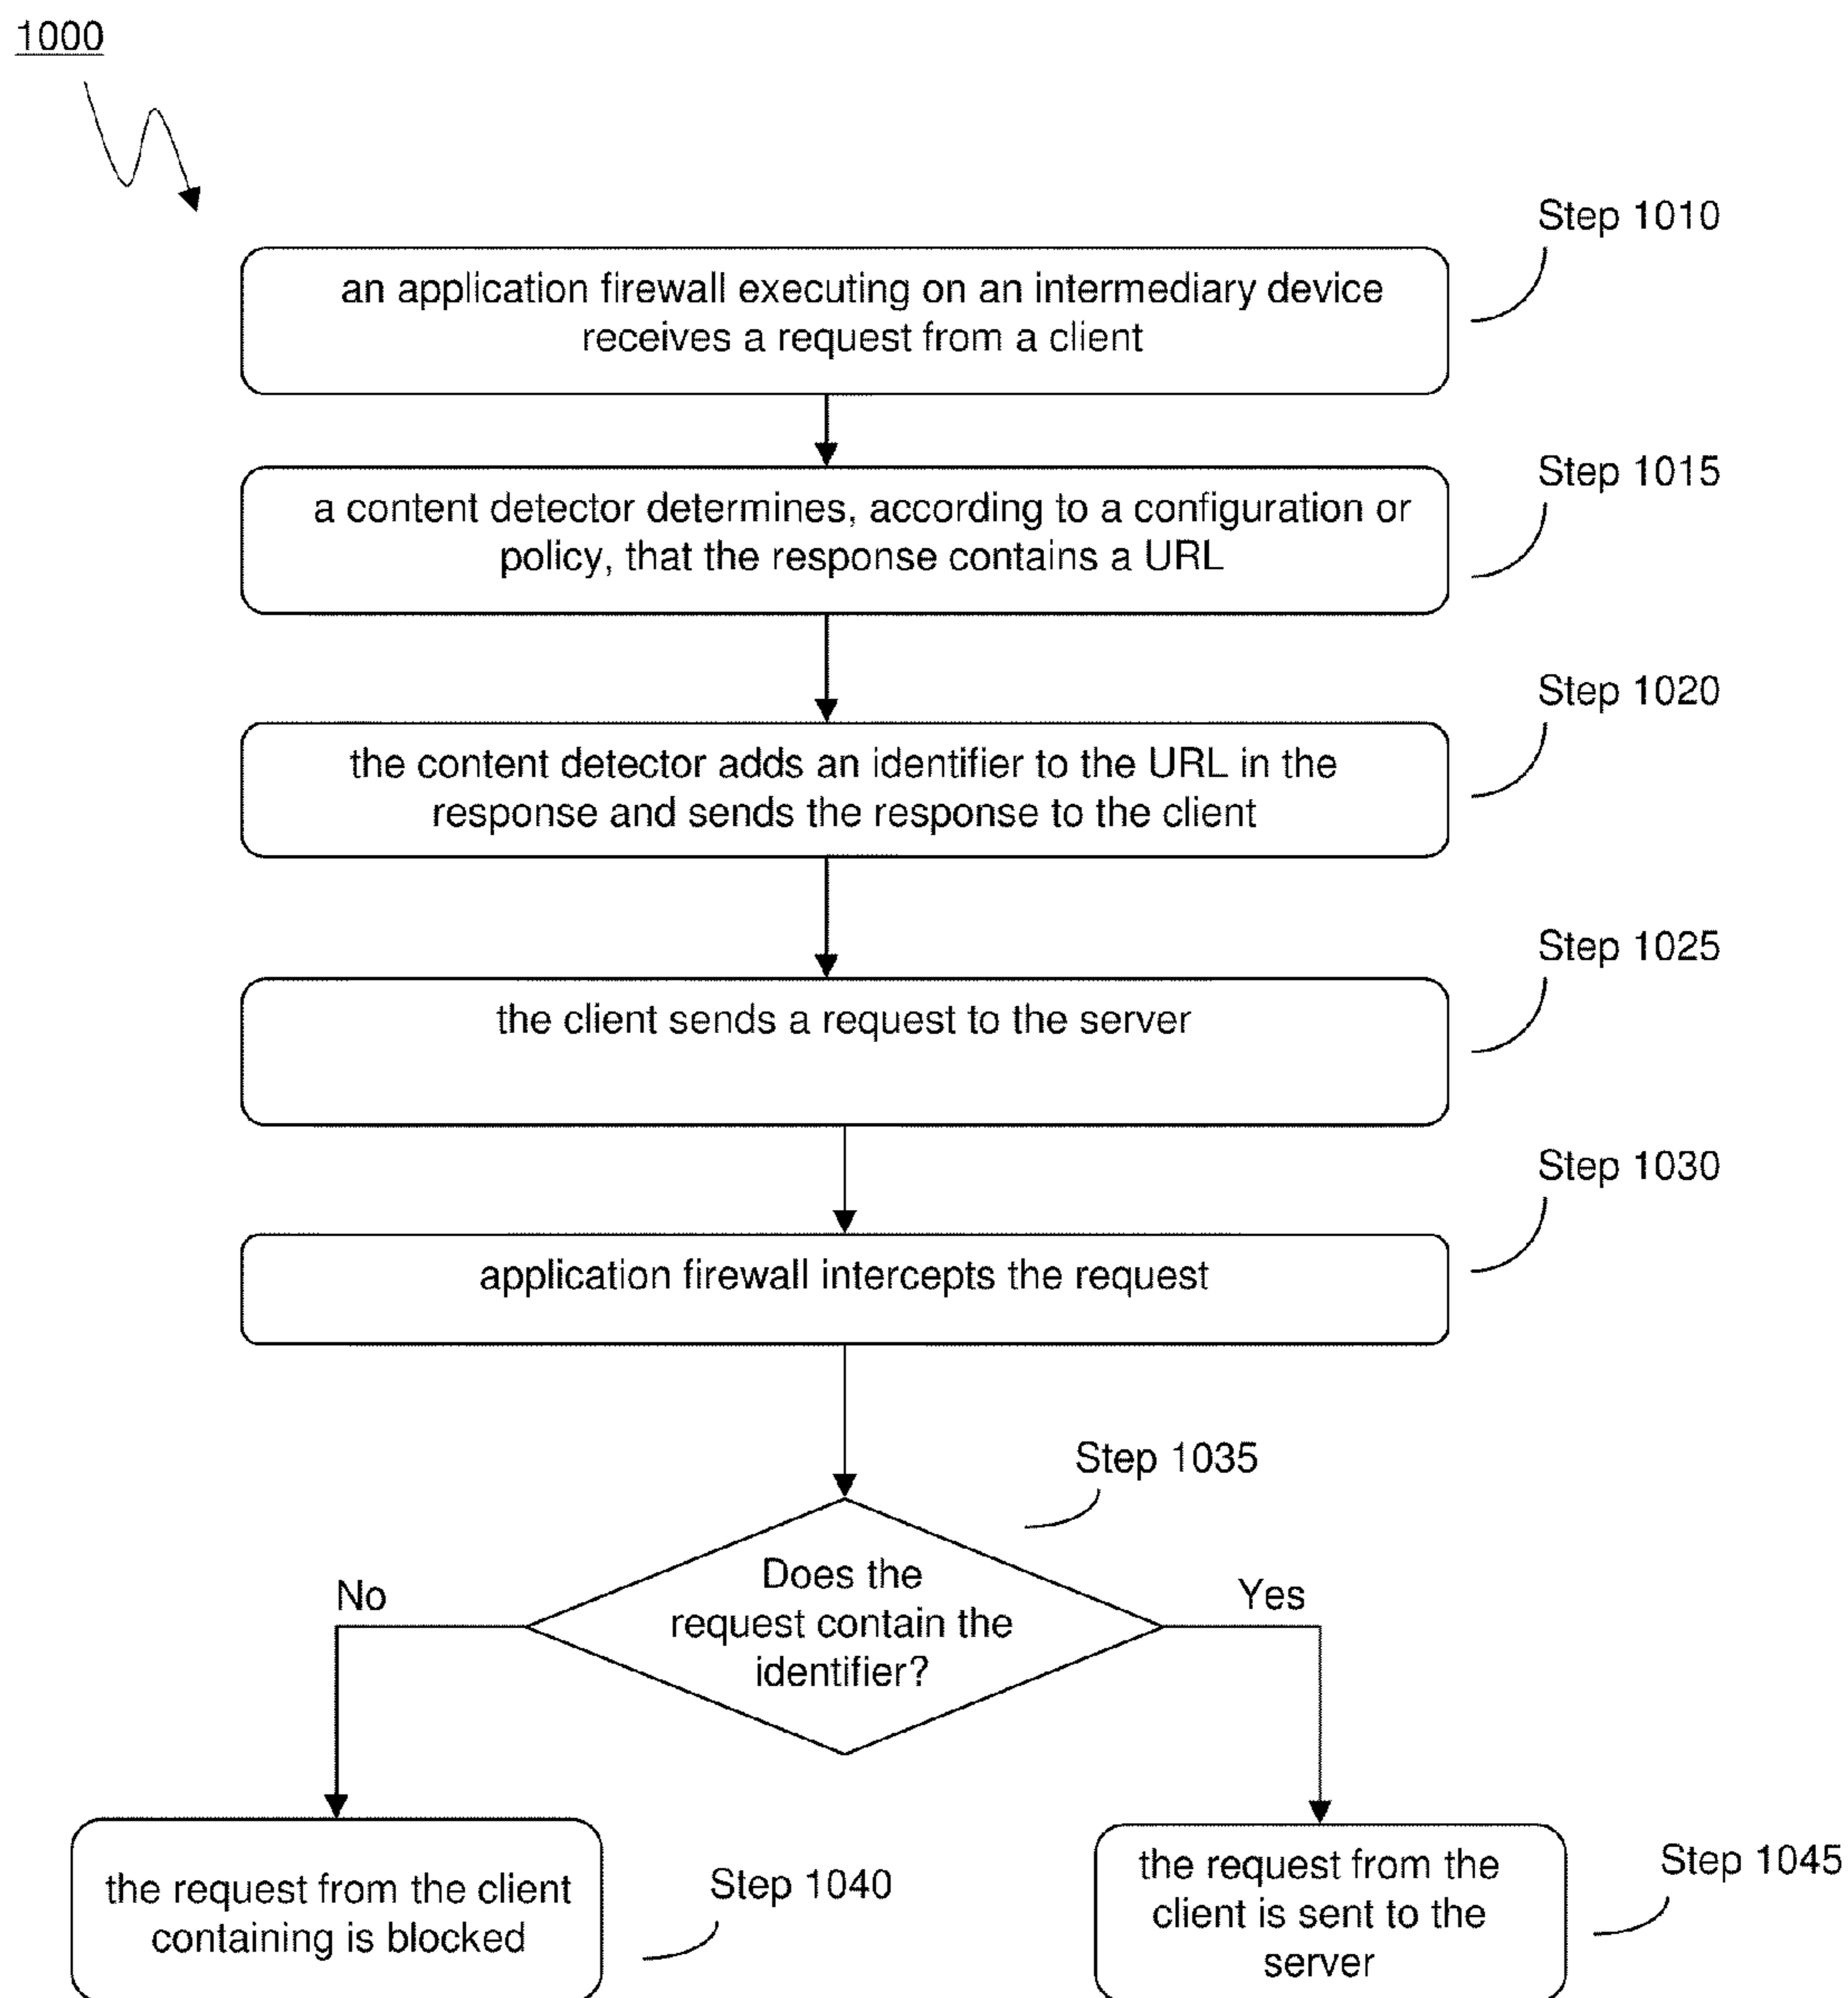 1000
Step 1010
an application firewall executing on an intermediary device
receives a request from a client
Step 1015
a content detector determines, according to a configuration or
policy, that the response contains a URL
Step 1020
the content detector adds an identifier to the URL in the
response and sends the response to the client
Step 1025
the client sends a request to the server
Step 1030
application firewall intercepts the request
Step 1035
Does the
request contain the
identifier?
No
Yes
the request from the client
containing is blocked
Step 1040
the request from the
client is sent to the
server
Step 1045